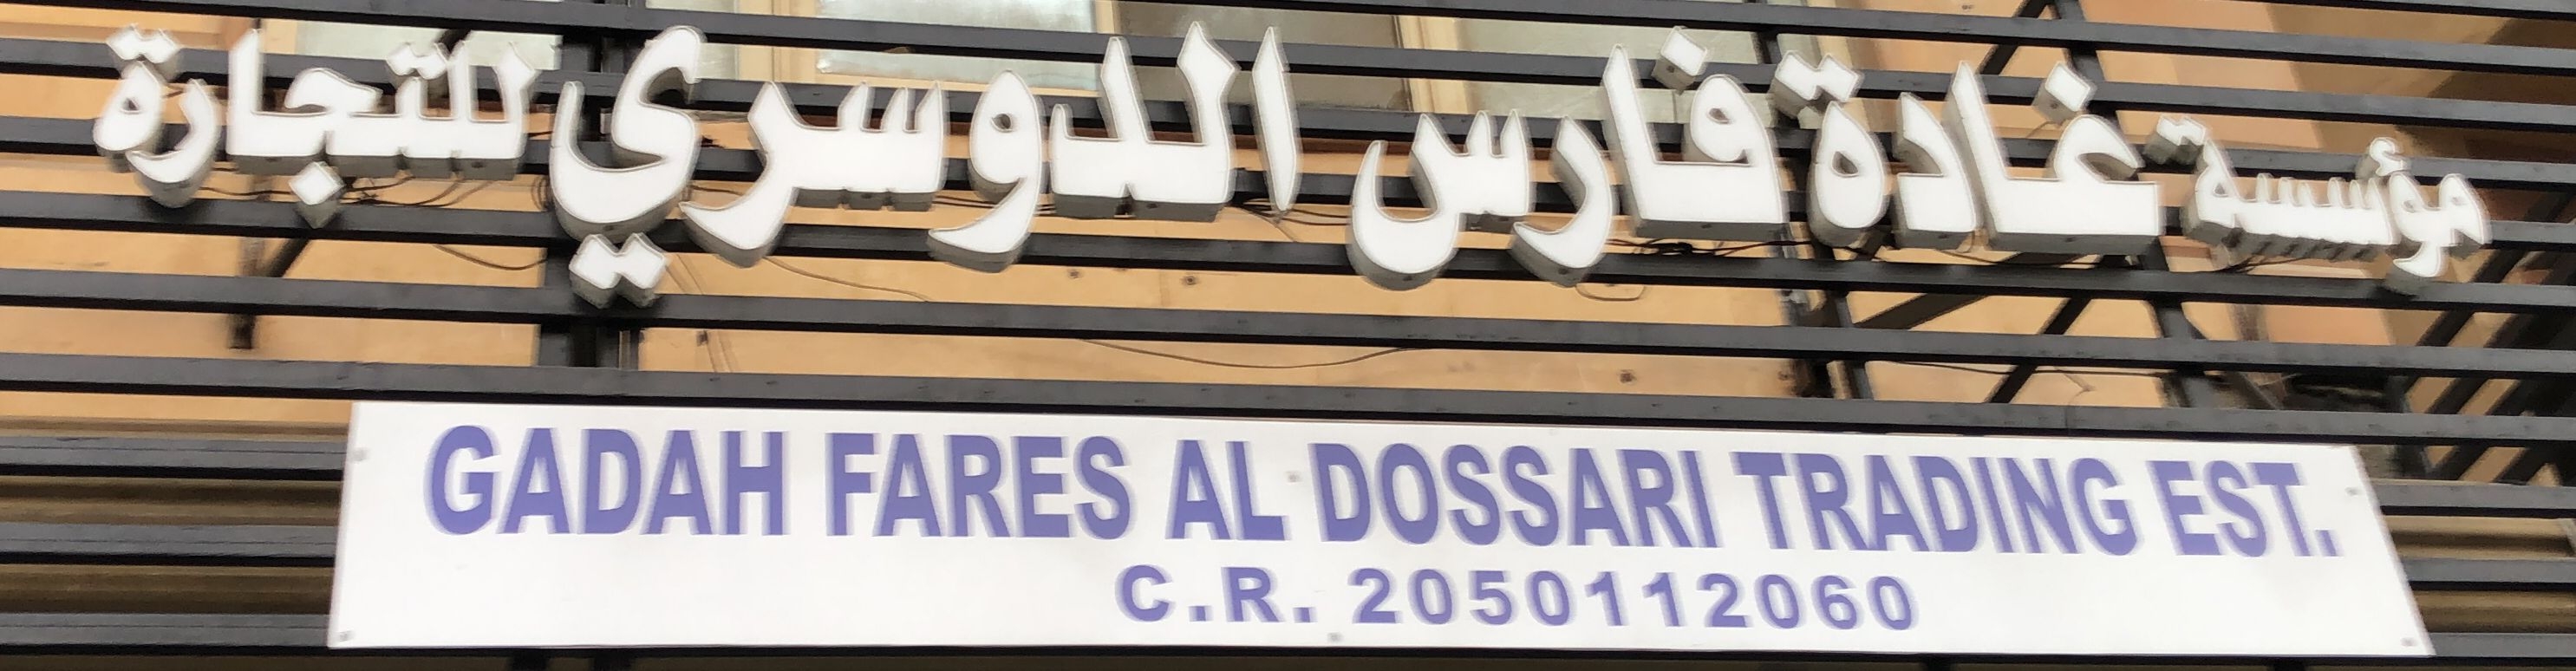 مؤسسة غادة فارس الدوسري للتجارة
GADAH FARES AL DOSSARI TRADING EST.
C.R. 2050112060